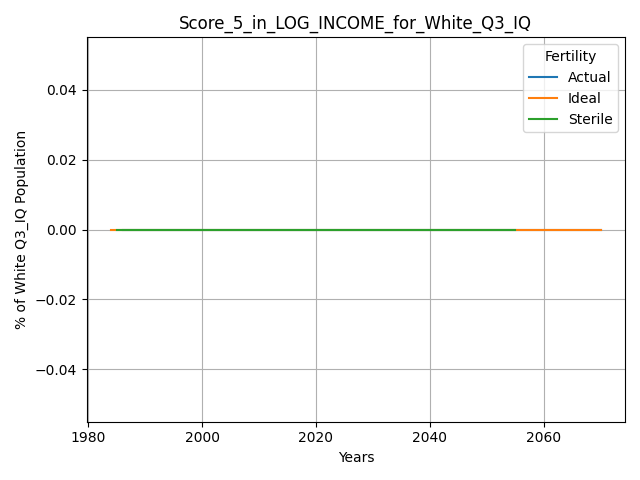 Score_5_in_LOG_INCOME_for_White_Q3_IQ
Fertility
Actual
Ideal
Sterile
% of White Q3_IQ Population
0.04
0.02
0.00
−0.02
−0.04
1980 2000 2020 2040 2060
Years